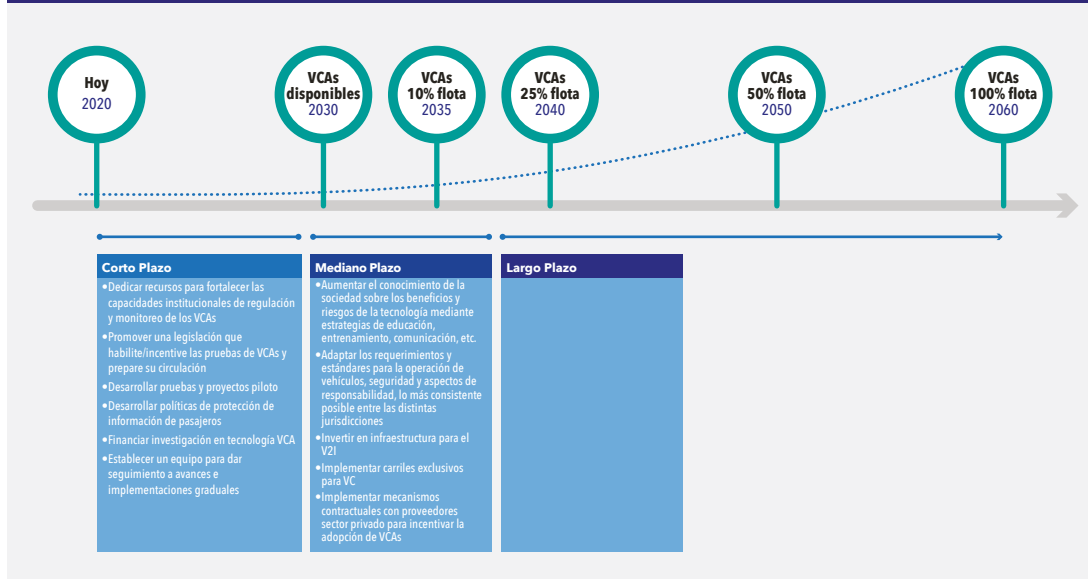 Hoy
2020
VCAs
disponibles
2030
VCAs
10% flota
2035
VCAs
25% flota
2040
VCAs
50% flota
2050
VCAs
100% flota
2060
Corto Plazo
•Dedicar recursos para fortalecer las
capacidades institucionales de regulación
y monitoreo de los VCAs
•Promover una legislación que
habilite/incentive las pruebas de VCAs y
prepare su circulación
•Desarrollar pruebas y proyectos piloto
•Desarrollar políticas de protección de
información de pasajeros
•Financiar investigación en tecnología VCA
•Establecer un equipo para dar
seguimiento a avances e
implementaciones graduales
Mediano Plazo
•Aumentar el conocimiento de la
sociedad sobre los beneficios y
riesgos de la tecnología mediante
estrategias de educación,
entrenamiento, comunicación, etc.
•Adaptar los requerimientos y
estándares para la operación de
vehículos, seguridad y aspectos de
responsabilidad, lo más consistente
posible entre las distintas
jurisdicciones
•Invertir en infraestructura para el
V2I
•Implementar carriles exclusivos
para VC
•Implementar mecanismos
contractuales con proveedores
sector privado para incentivar la
adopción de VCAs
Largo Plazo